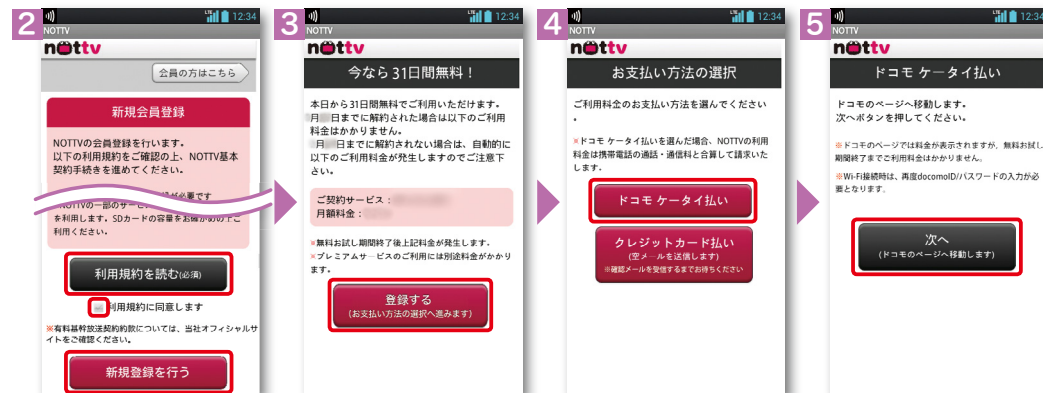 2
12:34
NOTTV
nottv
会員の方はこちら
新規会員登録
NOTTVの会員登録を行います。
以下の利用規約をご確認の上、NOTTV基本
契約手続きを進めてください。
が必要です
NOTTVの一部のサービ
を利用します。SDカードの容量をお確かめの上ご
利用ください。
利用規約を読む(必須)
利用規約に同意します
※有料基幹放送契約約款については、当社オフィシャルサ
イトをご確認ください。
新規登録を行う
3
12:34
NOTTV
nottv
今なら31日間無料！
本日から31日間無料でご利用いただけます。
月 日までに解約された場合は以下のご利用
料金はかかりません。
月 日までに解約されない場合は、自動的に
以下のご利用料金が発生しますのでご注意下
さい。
ご契約サービス：
月額料金：
※無料お試し期間終了後上記料金が発生します。
※プレミアムサービスのご利用には別途料金がかかり
ます。
登録する
(お支払い方法の選択へ進みます)
4
12:34
NOTTV
nottv
お支払い方法の選択
ご利用料金のお支払い方法を選んでください
。
※ドコモ ケータイ払いを選んだ場合、NOTTVの利用
料金は携帯電話の通話・通信料と合算して請求いた
します。
ドコモ ケータイ払い
クレジットカード払い
(空メールを送信します)
※確認メールを受信するまでお待ちください
5
12:34
NOTTV
nottv
ドコモ ケータイ払い
ドコモのページへ移動します。
次へボタンを押してください。
※ドコモのページでは料金が表示されますが、無料お試し
期間終了までご利用料金はかかりません。
※Wi-Fi接続時は、再度docomoID/パスワードの入力が必
要となります。
次へ
(ドコモのページへ移動します)